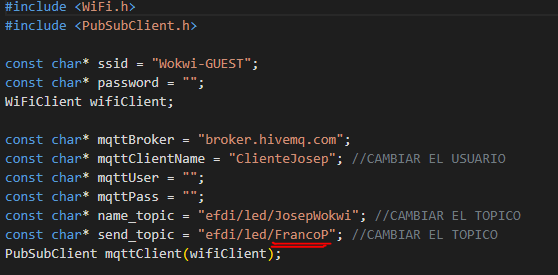 #include <WiFi.h>
#include <PubSubClient.h>
const char* ssid = "Wokwi-GUEST";
const char* password = "";
WiFiClient wifiClient;
const char* mqttBroker = "broker.hivemq.com";
const char* mqttClientName = "ClienteJosep"; //CAMBIAR EL USUARIO
const char* mqttUser = "";
const char* mqttPass = "";
const char* name_topic = "efdi/led/JosepWokwi"; //CAMBIAR EL TOPICO
const char* send_topic = "efdi/led/FrancoP"; //CAMBIAR EL TOPICO
PubSubClient mqttClient(wifiClient);